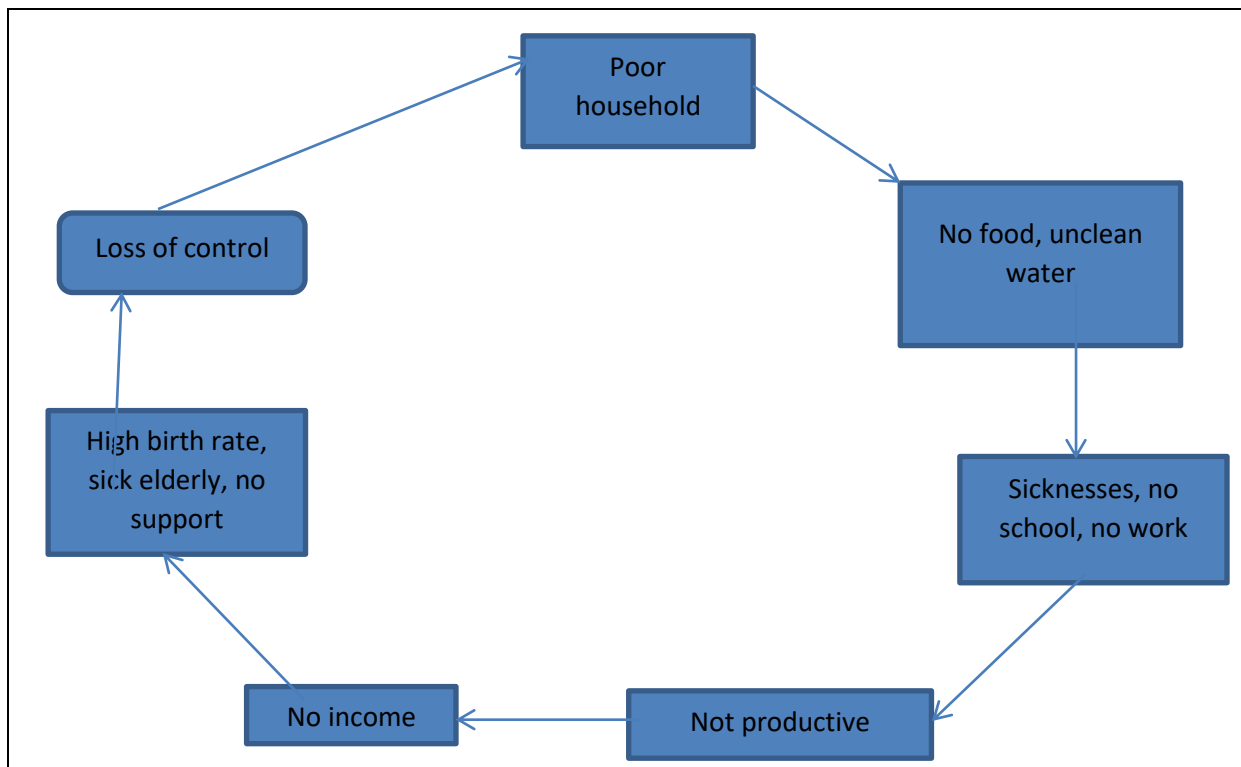 Poor
household
No food, unclean
water
Sicknesses, no
school, no work
Not productive
No income
High birth rate,
sick elderly, no
support
Loss of control